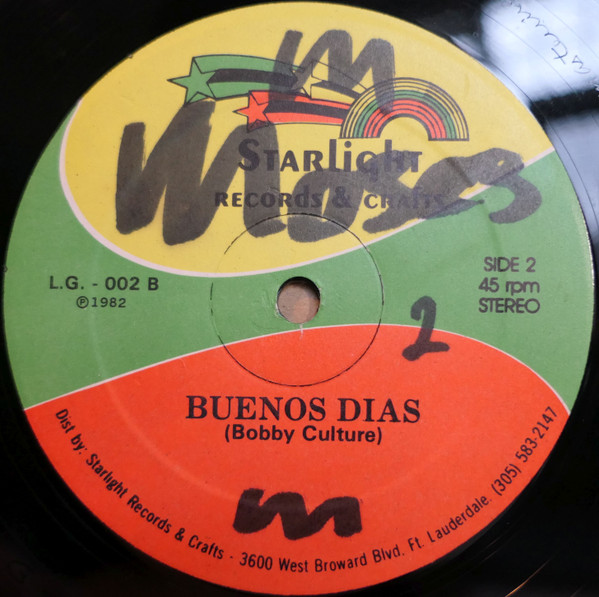 m
Moses
STARLIGHT
RECORDS & CRAFTS
L.G. - 002 B
℗1982
SIDE 2
45 rpm
STEREO
2
BUENOS DIAS
(Bobby Culture)
m
Dist by: Starlight Records & Crafts - 3600 West Broward Blvd. Ft. Lauderdale. (305) 583-2147